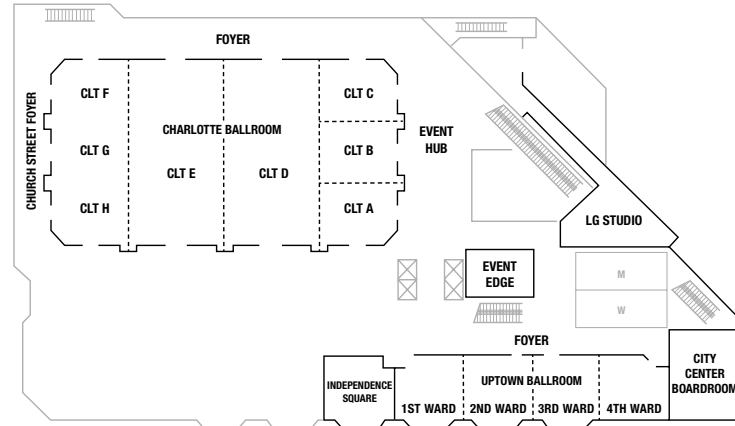 FOYER
CLT F
CLT C
CHARLOTTE BALLROOM
EVENT
HUB
CHURCH STREET FOYER
CLT G
CLT B
CLT E
CLT D
CLT H
CLT A
LG STUDIO
EVENT
EDGE
M
W
FOYER
CITY
CENTER
BOARDROOM
INDEPENDENCE
SQUARE
UPTOWN BALLROOM
1ST WARD
2ND WARD
3RD WARD
4TH WARD